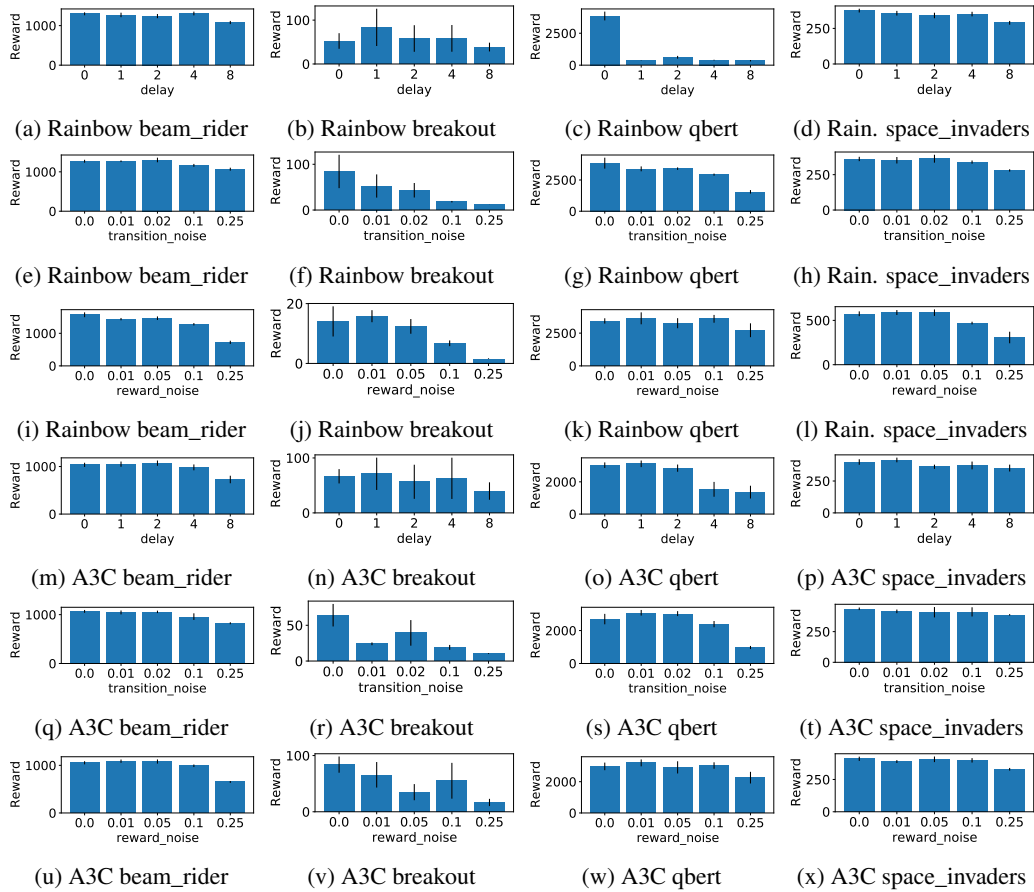 1000
0
Reward
0 1 2 4 8
delay
(a) Rainbow beam_rider
100
0
Reward
0 1 2 4 8
delay
(b) Rainbow breakout
2500
0
Reward
0 1 2 4 8
delay
(c) Rainbow qbert
250
0
Reward
0 1 2 4 8
delay
(d) Rain. space_invaders
1000
0
Reward
0.0 0.01 0.02 0.1 0.25
transition_noise
(e) Rainbow beam_rider
100
0
Reward
0.0 0.01 0.02 0.1 0.25
transition_noise
(f) Rainbow breakout
2500
0
Reward
0.0 0.01 0.02 0.1 0.25
transition_noise
(g) Rainbow qbert
250
0
Reward
0.0 0.01 0.02 0.1 0.25
transition_noise
(h) Rain. space_invaders
1000
0
Reward
0.0 0.01 0.05 0.1 0.25
reward_noise
(i) Rainbow beam_rider
20
0
Reward
0.0 0.01 0.05 0.1 0.25
reward_noise
(j) Rainbow breakout
2500
0
Reward
0.0 0.01 0.05 0.1 0.25
reward_noise
(k) Rainbow qbert
500
0
Reward
0.0 0.01 0.05 0.1 0.25
reward_noise
(l) Rain. space_invaders
1000
0
Reward
0 1 2 4 8
delay
(m) A3C beam_rider
100
0
Reward
0 1 2 4 8
delay
(n) A3C breakout
2000
0
Reward
0 1 2 4 8
delay
(o) A3C qbert
250
0
Reward
0 1 2 4 8
delay
(p) A3C space_invaders
1000
0
Reward
0.0 0.01 0.02 0.1 0.25
transition_noise
(q) A3C beam_rider
50
0
Reward
0.0 0.01 0.02 0.1 0.25
transition_noise
(r) A3C breakout
2000
0
Reward
0.0 0.01 0.02 0.1 0.25
transition_noise
(s) A3C qbert
250
0
Reward
0.0 0.01 0.02 0.1 0.25
transition_noise
(t) A3C space_invaders
1000
0
Reward
0.0 0.01 0.05 0.1 0.25
reward_noise
(u) A3C beam_rider
100
0
Reward
0.0 0.01 0.05 0.1 0.25
reward_noise
(v) A3C breakout
2000
0
Reward
0.0 0.01 0.05 0.1 0.25
reward_noise
(w) A3C qbert
250
0
Reward
0.0 0.01 0.05 0.1 0.25
reward_noise
(x) A3C space_invaders